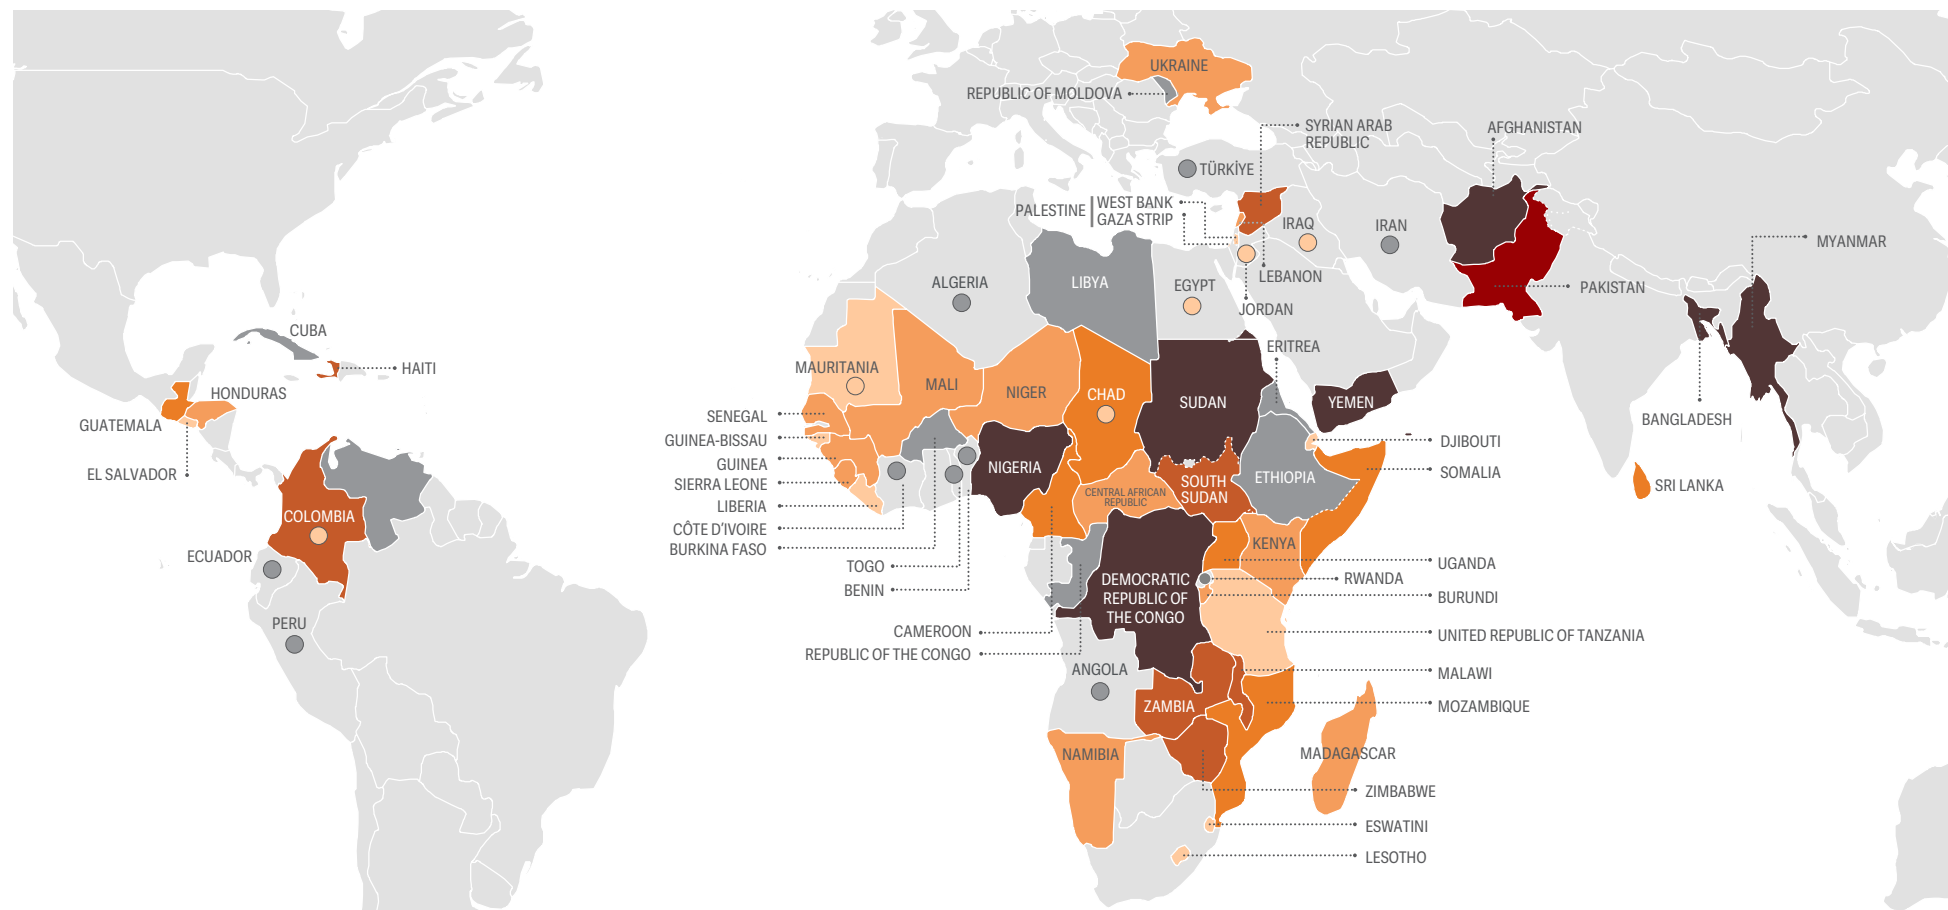 UKRAINE
REPUBLIC OF MOLDOVA
SYRIAN ARAB
REPUBLIC
AFGHANISTAN
TÜRKİYE
PALESTINE
WEST BANK
GAZA STRIP
IRAQ
IRAN
MYANMAR
LEBANON
ALGERIA
LIBYA
EGYPT
PAKISTAN
JORDAN
CUBA
ERITREA
HAITI
MAURITANIA
MALI
NIGER
CHAD
SUDAN
YEMEN
HONDURAS
BANGLADESH
GUATEMALA
SENEGAL
GUINEA-BISSAU
DJIBOUTI
GUINEA
NIGERIA
SOMALIA
EL SALVADOR
SIERRA LEONE
ETHIOPIA
SOUTH
SUDAN
CENTRAL AFRICAN
REPUBLIC
SRI LANKA
LIBERIA
COLOMBIA
CÔTE D'IVOIRE
BURKINA FASO
KENYA
ECUADOR
TOGO
UGANDA
RWANDA
BENIN
DEMOCRATIC
REPUBLIC OF
THE CONGO
BURUNDI
PERU
CAMEROON
UNITED REPUBLIC OF TANZANIA
REPUBLIC OF THE CONGO
ANGOLA
MALAWI
ZAMBIA
MOZAMBIQUE
NAMIBIA
MADAGASCAR
ZIMBABWE
ESWATINI
LESOTHO